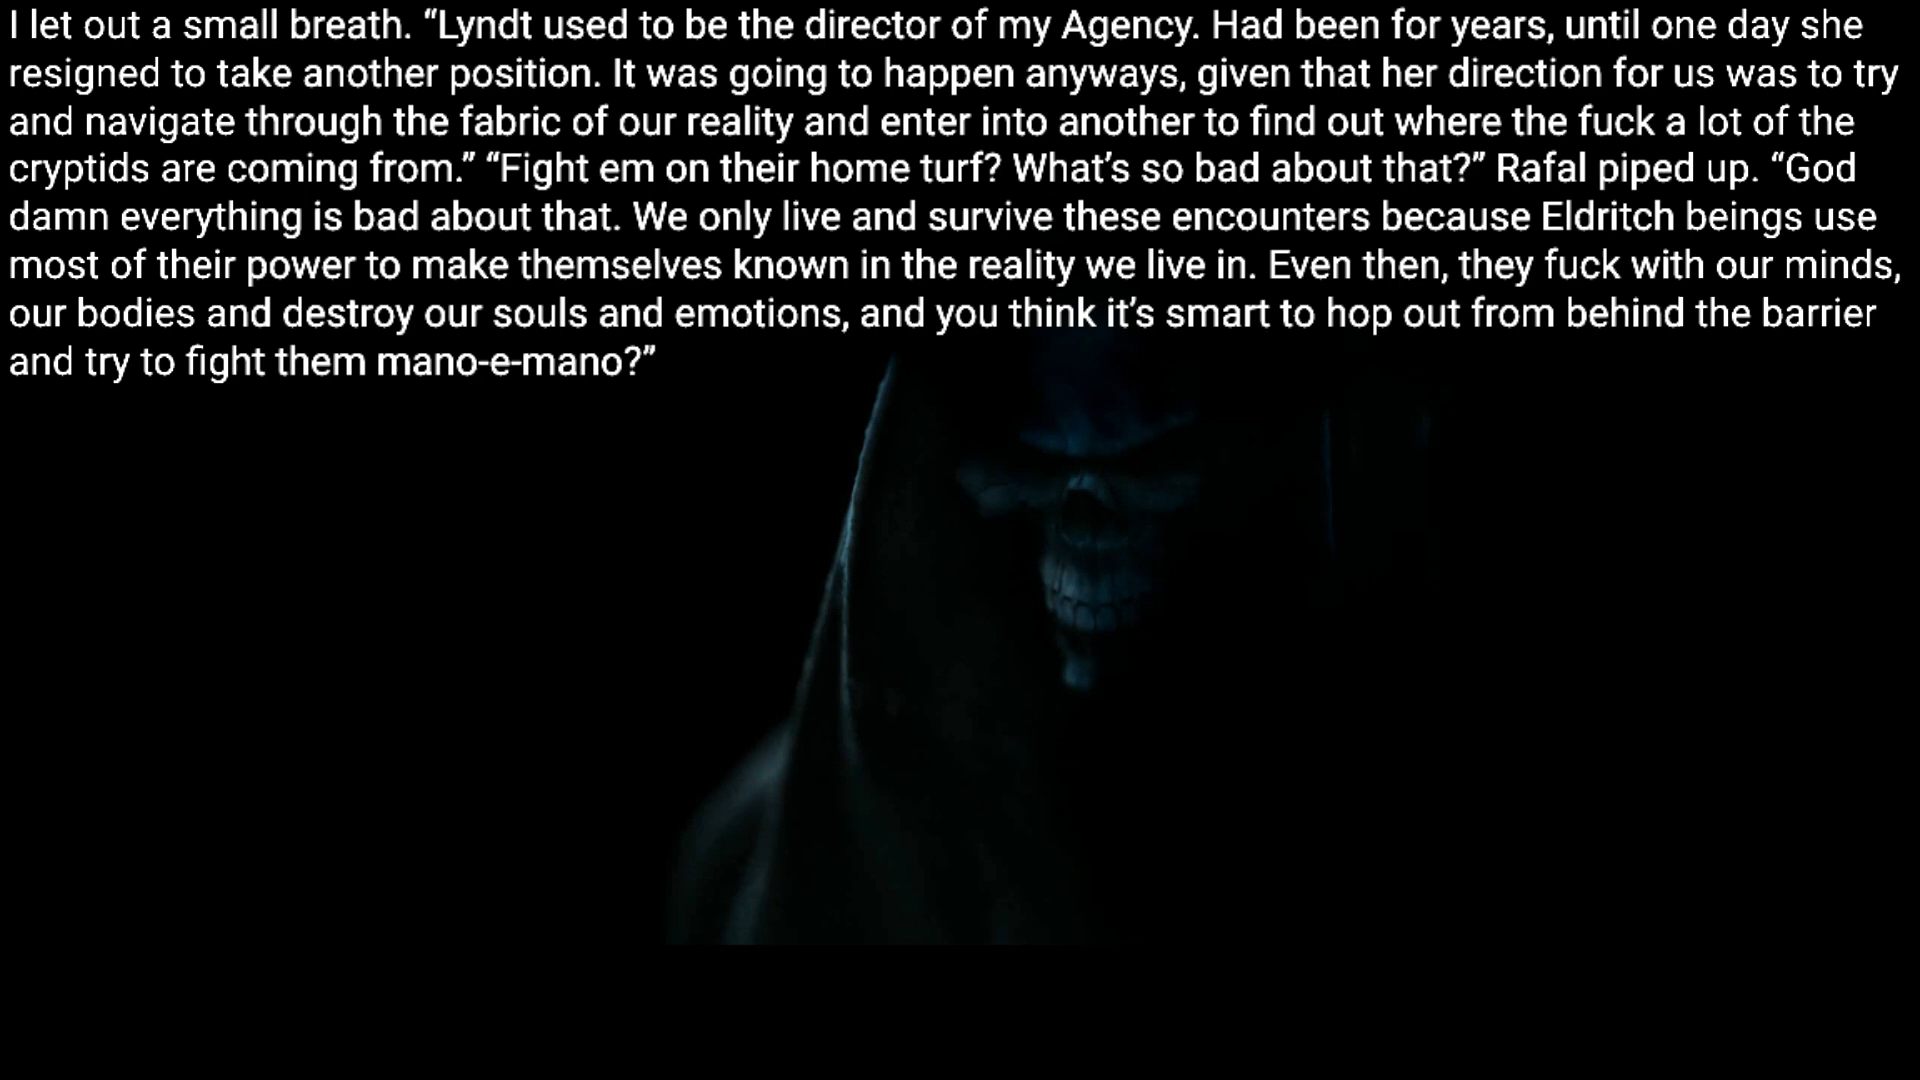 I let out a small breath. “Lyndt used to be the director of my Agency. Had been for years, until one day she
resigned to take another position. It was going to happen anyways, given that her direction for us was to try
and navigate through the fabric of our reality and enter into another to find out where the fuck a lot of the
cryptids are coming from.” “Fight em on their home turf? What’s so bad about that?” Rafal piped up. “God
damn everything is bad about that. We only live and survive these encounters because Eldritch beings use
most of their power to make themselves known in the reality we live in. Even then, they fuck with our minds,
our bodies and destroy our souls and emotions, and you think it’s smart to hop out from behind the barrier
and try to fight them mano-e-mano?”